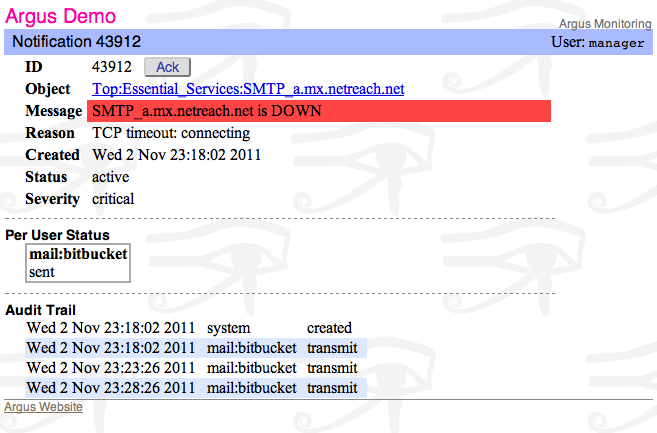 Argus Demo
Argus Monitoring
Notification 43912 User: manager
ID 43912 Ack
Object Top:Essential_Services:SMTP_a.mx.netreach.net
Message SMTP_a.mx.netreach.net is DOWN
Reason TCP timeout: connecting
Created Wed 2 Nov 23:18:02 2011
Status active
Severity critical
Per User Status
mail:bitbucket
sent
Audit Trail
Wed 2 Nov 23:18:02 2011 system created
Wed 2 Nov 23:18:02 2011 mail:bitbucket transmit
Wed 2 Nov 23:23:26 2011 mail:bitbucket transmit
Wed 2 Nov 23:28:26 2011 mail:bitbucket transmit
Argus Website